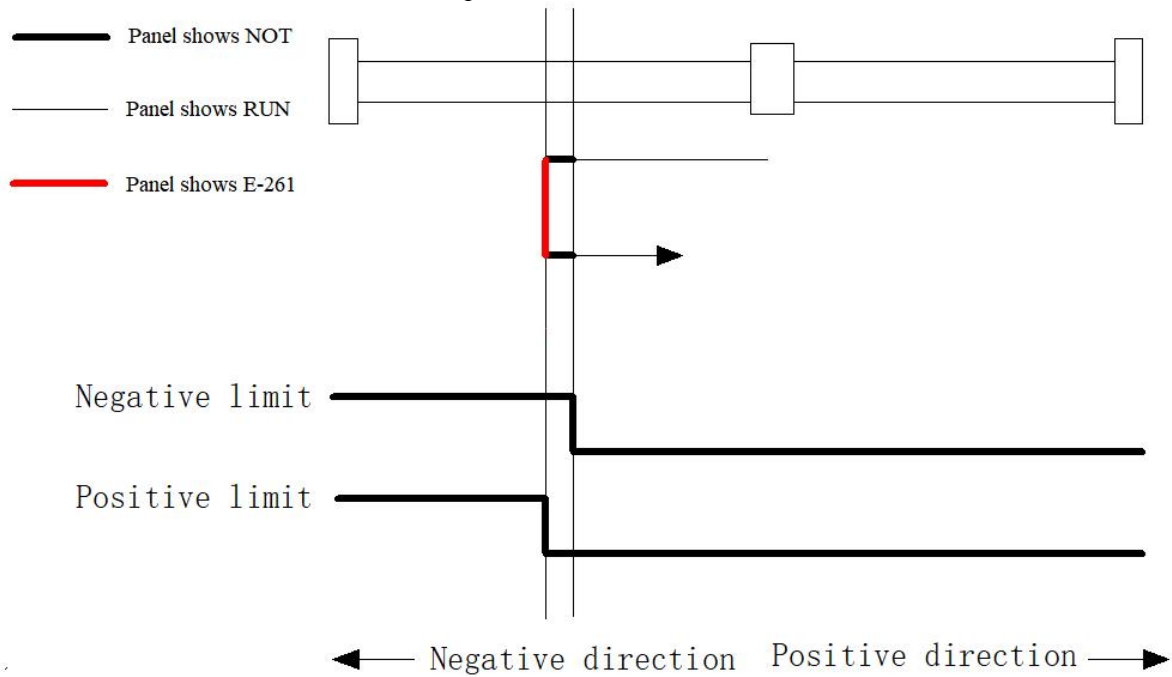 Panel shows NOT
Panel shows RUN
Panel shows E-261
Negative limit
Positive limit
Negative direction Positive direction